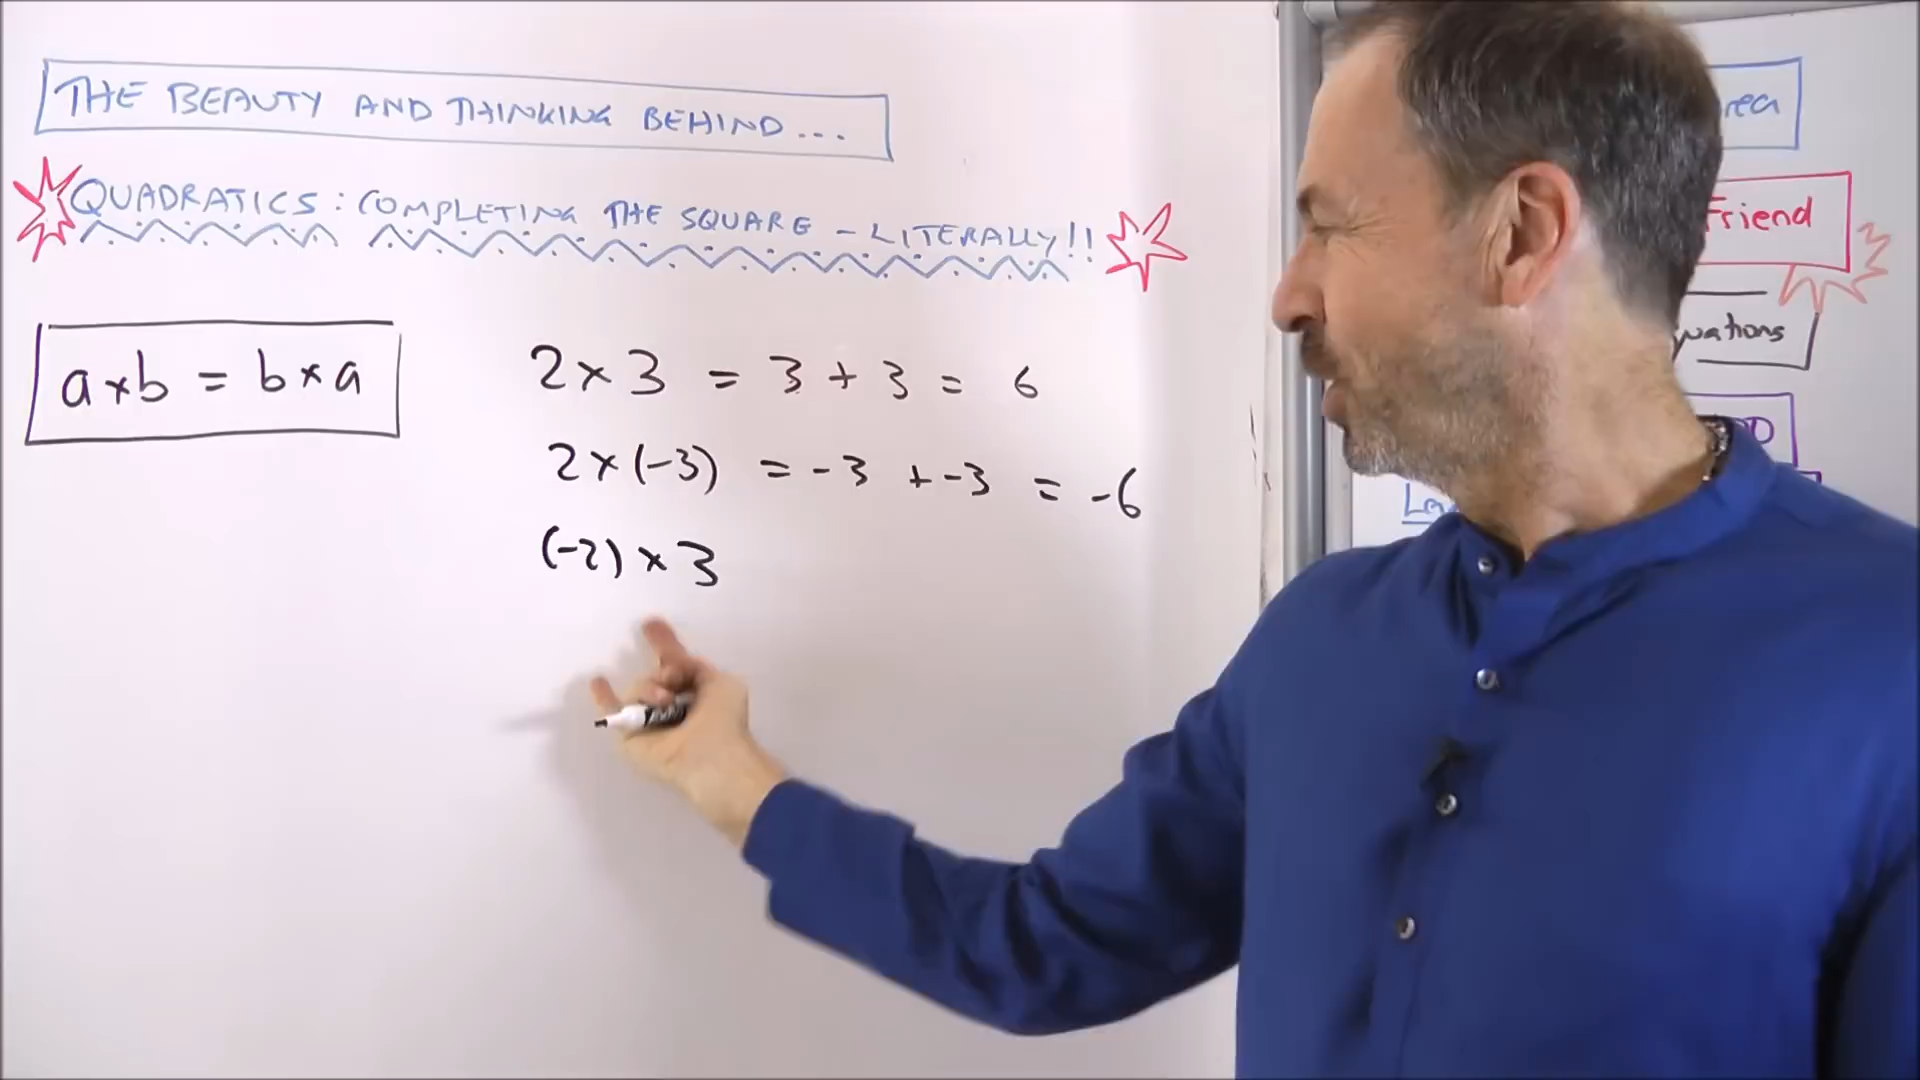 THE BEAUTY AND THINKING BEHIND...
QUADRATICS: COMPLETING THE SQUARE - LITERALLY!!
a×b = b×a
2×3 = 3+3 = 6
2×(-3) = -3 + -3 = -6
(-2)×3
Friend